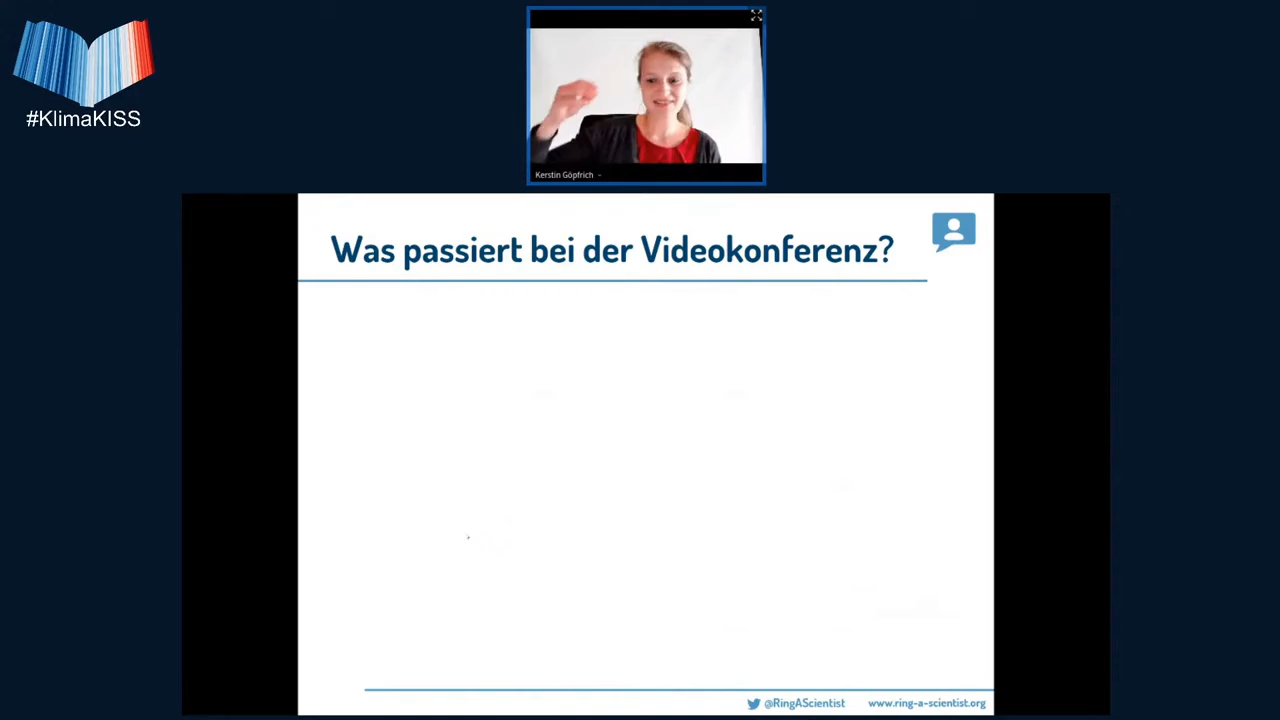 #KlimaKISS
Kerstin Göpfrich
Was passiert bei der Videokonferenz?
@RingAScientist www.ring-a-scientist.org